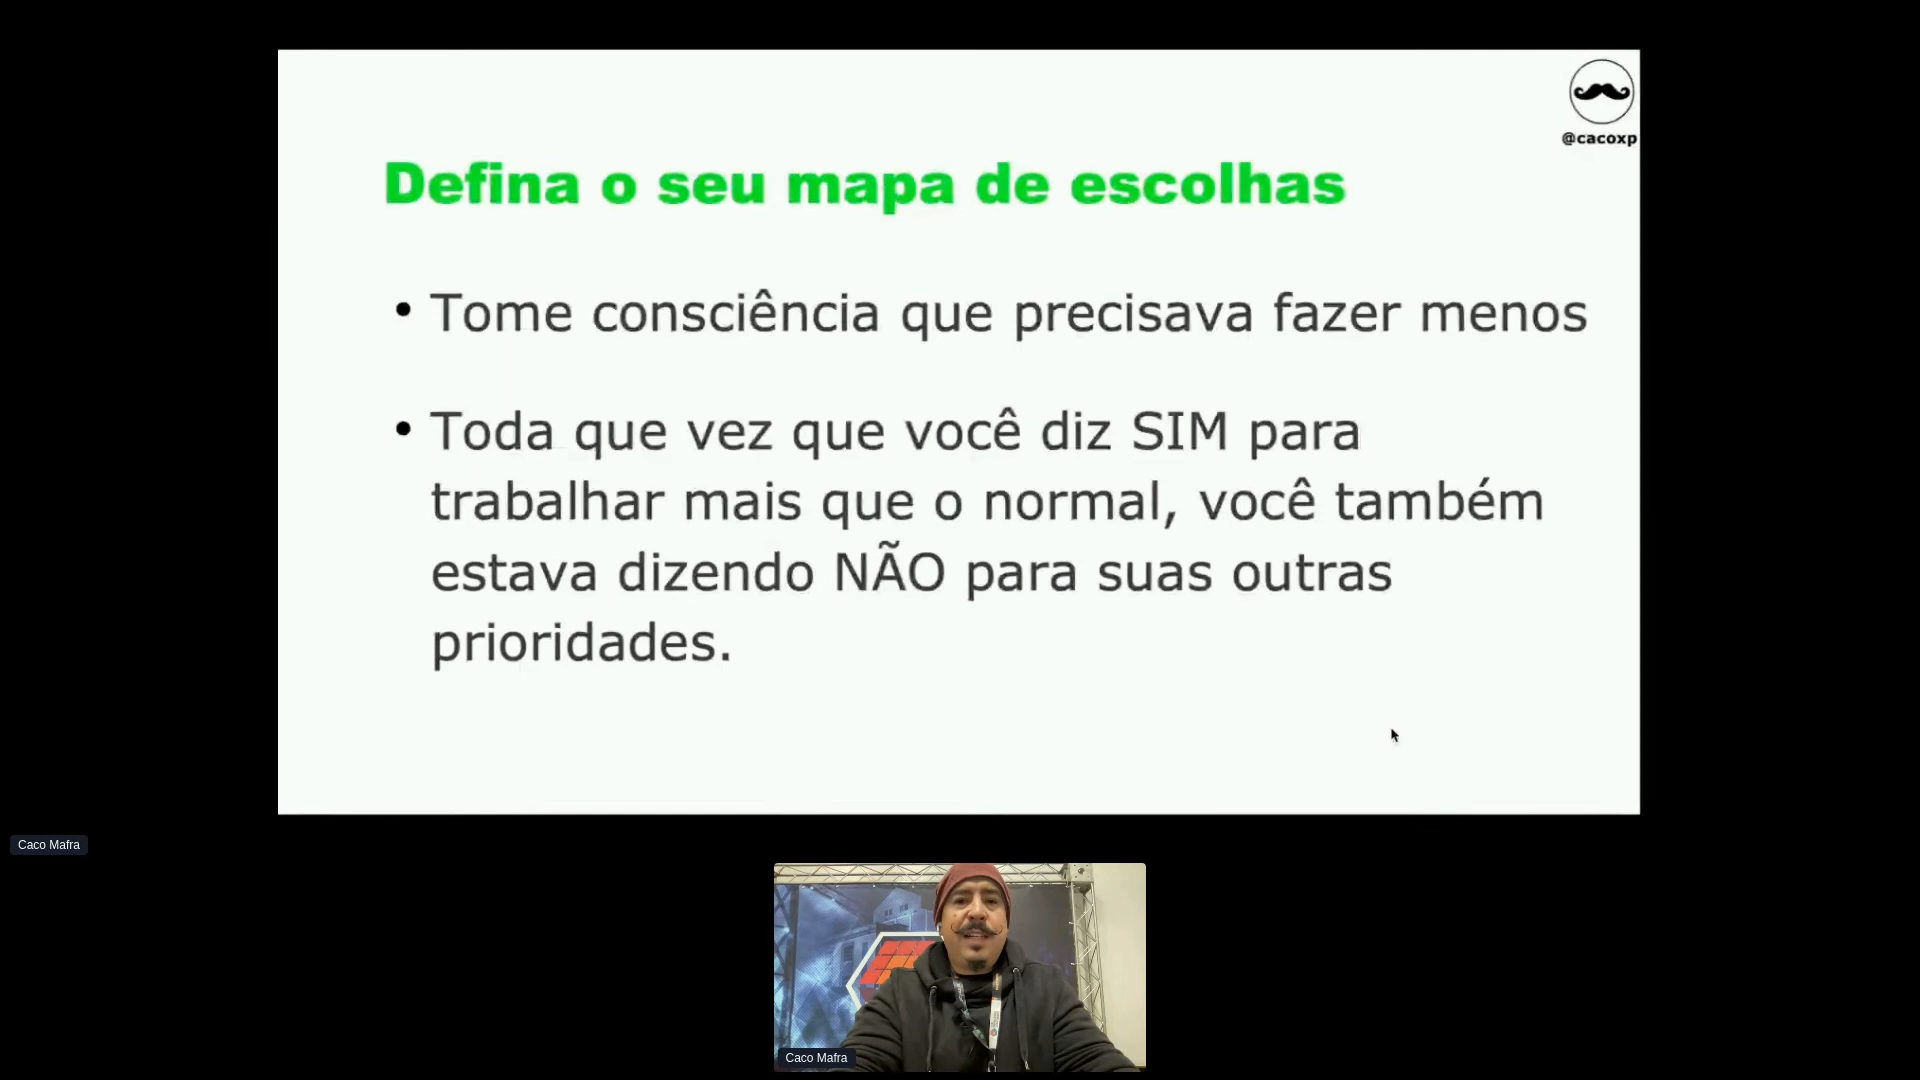 @cacoxp
Defina o seu mapa de escolhas
• Tome consciência que precisava fazer menos
• Toda que vez que você diz SIM para
trabalhar mais que o normal, você também
estava dizendo NÃO para suas outras
prioridades.
Caco Mafra
Caco Mafra